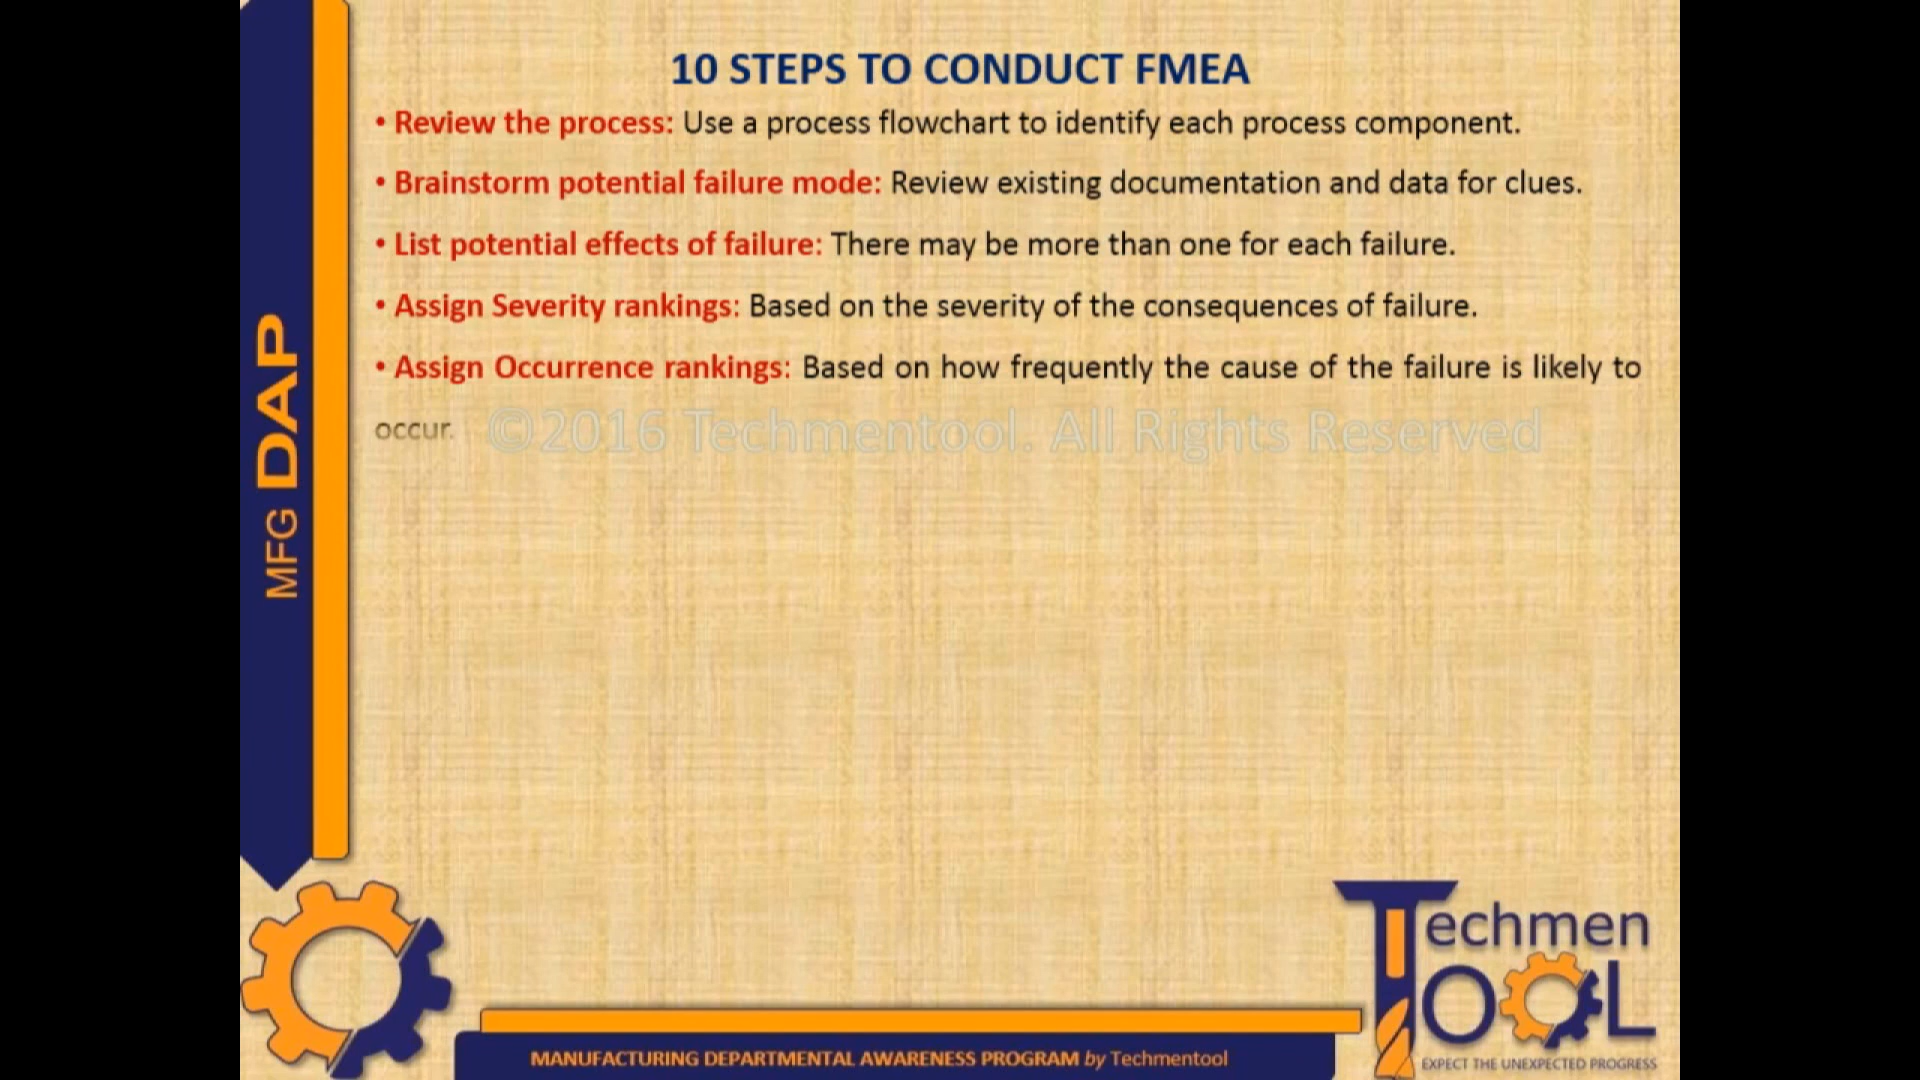 10 STEPS TO CONDUCT FMEA
• Review the process: Use a process flowchart to identify each process component.
• Brainstorm potential failure mode: Review existing documentation and data for clues.
• List potential effects of failure: There may be more than one for each failure.
• Assign Severity rankings: Based on the severity of the consequences of failure.
• Assign Occurrence rankings: Based on how frequently the cause of the failure is likely to
occur.
©2016 Techmentool. All Rights Reserved
MFG DAP
Techmen
TOOL
EXPECT THE UNEXPECTED PROGRESS
MANUFACTURING DEPARTMENTAL AWARENESS PROGRAM by Techmentool